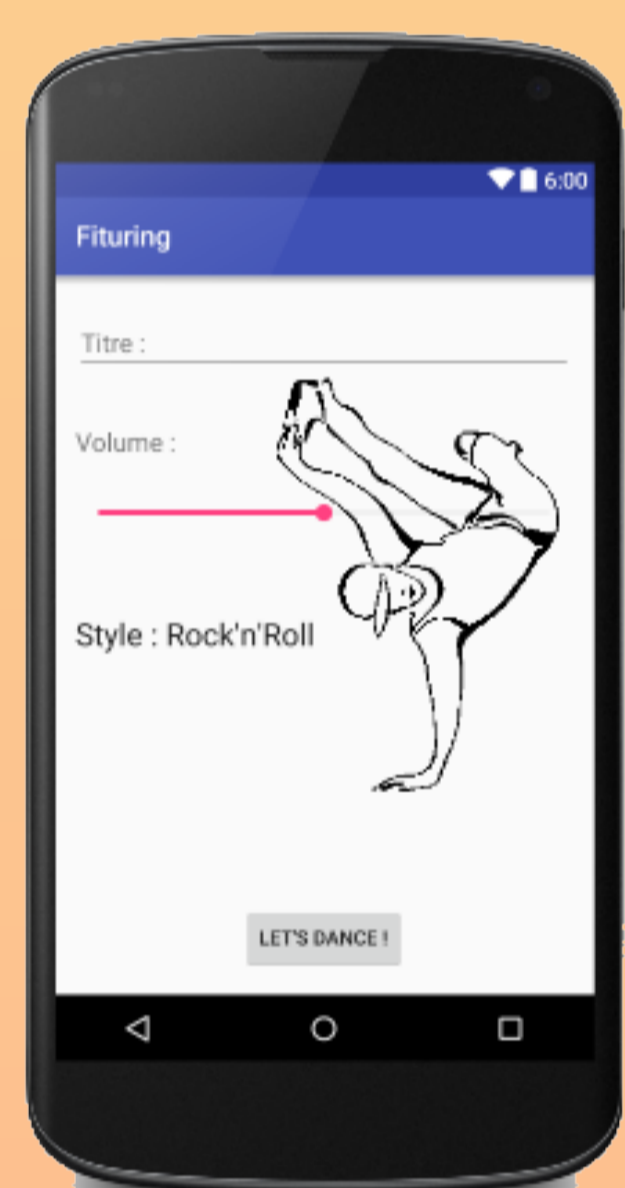 6:00
Fituring
Titre :
Volume :
Style : Rock'n'Roll
LET'S DANCE !